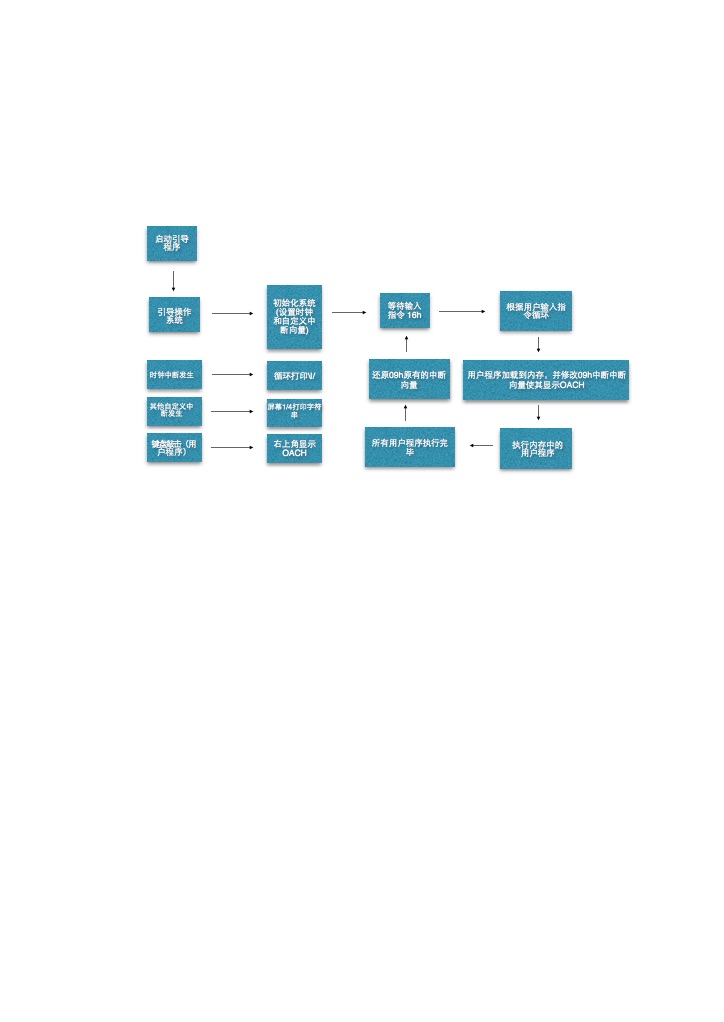 启动引导
程序
引导操作
系统
初始化系统
(设置时钟
和自定义中
断向量)
等待输入
指令 16h
根据用户输入指
令循环
时钟中断发生
循环打印\I/
还原09h原有的中断
向量
用户程序加载到内存，并修改09h中断中断
向量使其显示OACH
其他自定义中
断发生
屏幕1/4打印字符
串
键盘敲击（用
户程序）
右上角显示
OACH
所有用户程序执行完
毕
执行内存中的
用户程序